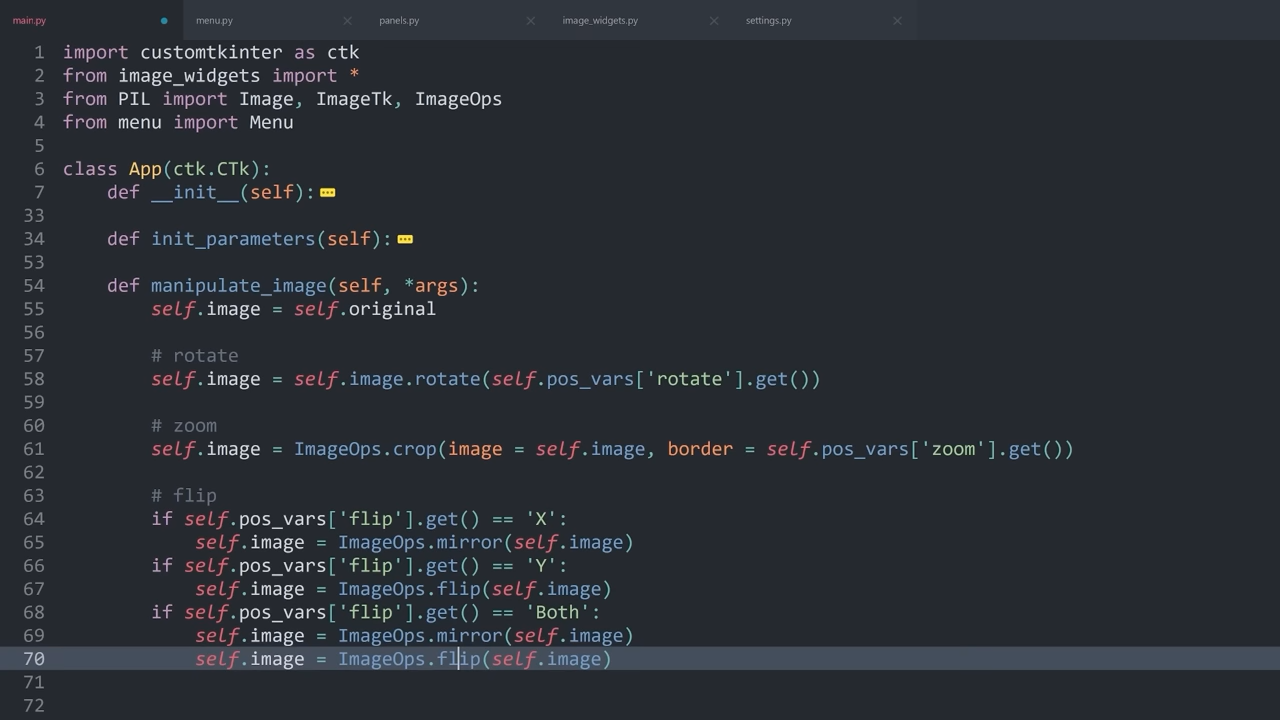 main.py menu.py panels.py image_widgets.py settings.py
1 import customtkinter as ctk
2 from image_widgets import *
3 from PIL import Image, ImageTk, ImageOps
4 from menu import Menu
5
6 class App(ctk.CTk):
7     def __init__(self):
33
34     def init_parameters(self):
53
54     def manipulate_image(self, *args):
55         self.image = self.original
56
57         # rotate
58         self.image = self.image.rotate(self.pos_vars['rotate'].get())
59
60         # zoom
61         self.image = ImageOps.crop(image = self.image, border = self.pos_vars['zoom'].get())
62
63         # flip
64         if self.pos_vars['flip'].get() == 'X':
65             self.image = ImageOps.mirror(self.image)
66         if self.pos_vars['flip'].get() == 'Y':
67             self.image = ImageOps.flip(self.image)
68         if self.pos_vars['flip'].get() == 'Both':
69             self.image = ImageOps.mirror(self.image)
70             self.image = ImageOps.flip(self.image)
71
72